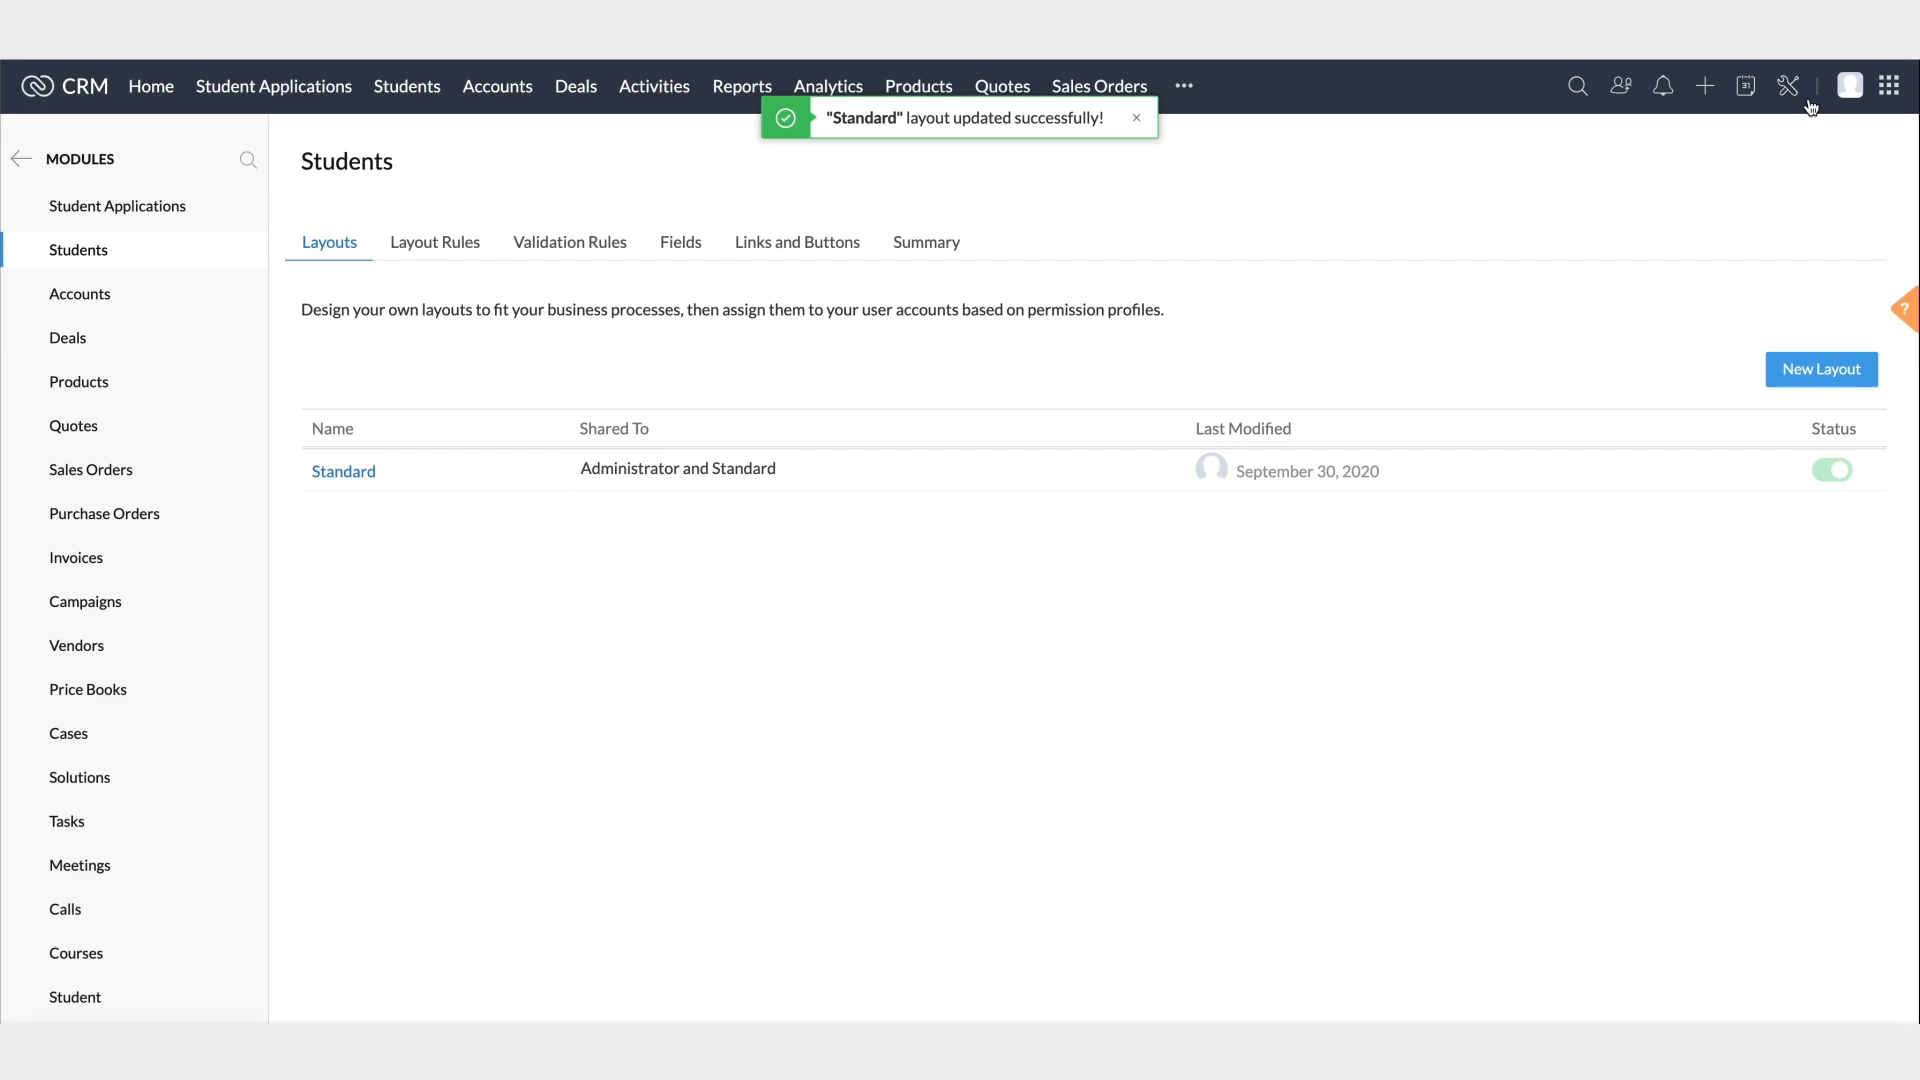 CRM Home Student Applications Students Accounts Deals Activities Reports Analytics Products Quotes Sales Orders •••
31
"Standard" layout updated successfully! ×
MODULES
Student Applications
Students
Accounts
Deals
Products
Quotes
Sales Orders
Purchase Orders
Invoices
Campaigns
Vendors
Price Books
Cases
Solutions
Tasks
Meetings
Calls
Courses
Student
Students
Layouts Layout Rules Validation Rules Fields Links and Buttons Summary
Design your own layouts to fit your business processes, then assign them to your user accounts based on permission profiles.
?
New Layout
Name Shared To Last Modified Status
Standard Administrator and Standard September 30, 2020